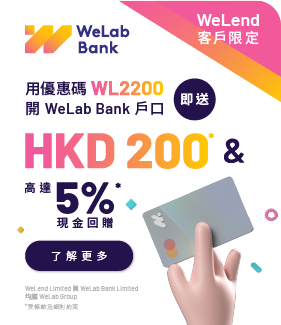 WeLend
客戶限定
WeLab
Bank
用優惠碼 WL2200
開 WeLab Bank 戶口
即送
HKD 200* &
高達 5%*
現金回贈
了解更多
WeLend Limited 與 WeLab Bank Limited
均屬 WeLab Group
*受條款及細則約束